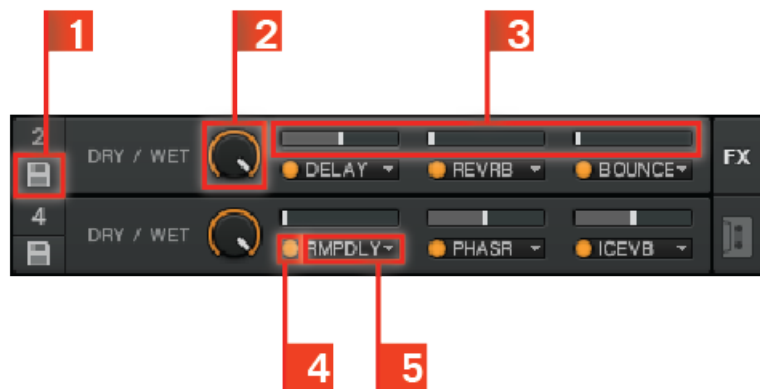 1 2 3
2
DRY / WET
DELAY REVRB BOUNCE
FX
4
DRY / WET
RMPDLY PHASR ICEVB
4 5